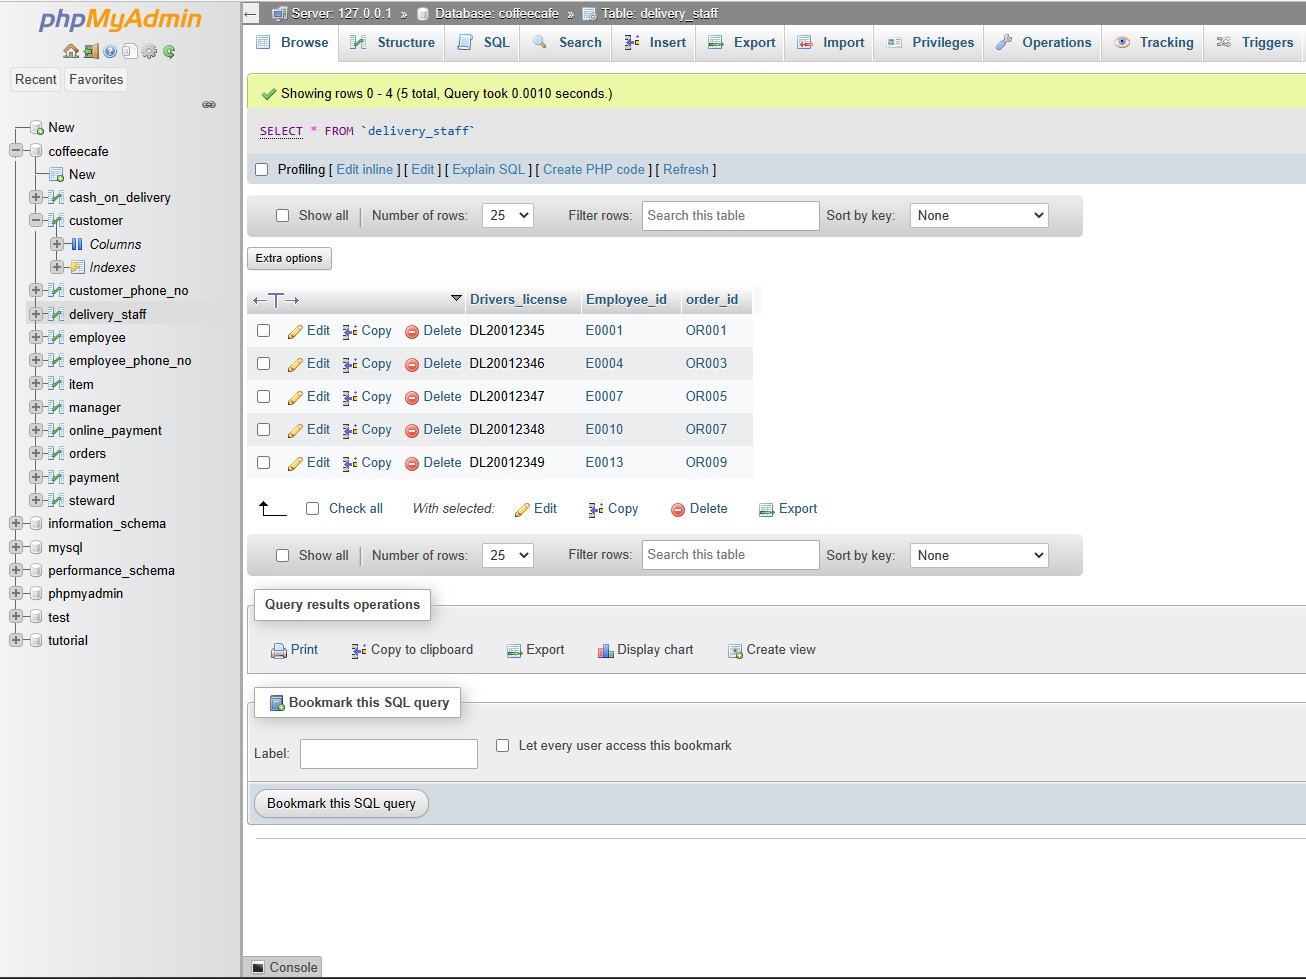 phpMyAdmin
Recent Favorites
New
coffeecafe
New
cash_on_delivery
customer
Columns
Indexes
customer_phone_no
delivery_staff
employee
employee_phone_no
item
manager
online_payment
orders
payment
steward
information_schema
mysql
performance_schema
phpmyadmin
test
tutorial
← Server: 127.0.0.1 » Database: coffeecafe » Table: delivery_staff
Browse Structure SQL Search Insert Export Import Privileges Operations Tracking Triggers
Showing rows 0 - 4 (5 total, Query took 0.0010 seconds.)
SELECT * FROM `delivery_staff`
Profiling [ Edit inline ] [ Edit ] [ Explain SQL ] [ Create PHP code ] [ Refresh ]
Show all | Number of rows: 25 Filter rows: Search this table Sort by key: None
Extra options
←T→ Drivers_license Employee_id order_id
Edit Copy Delete DL20012345 E0001 OR001
Edit Copy Delete DL20012346 E0004 OR003
Edit Copy Delete DL20012347 E0007 OR005
Edit Copy Delete DL20012348 E0010 OR007
Edit Copy Delete DL20012349 E0013 OR009
Check all With selected: Edit Copy Delete Export
Show all | Number of rows: 25 Filter rows: Search this table Sort by key: None
Query results operations
Print Copy to clipboard Export Display chart Create view
Bookmark this SQL query
Label: Let every user access this bookmark
Bookmark this SQL query
Console